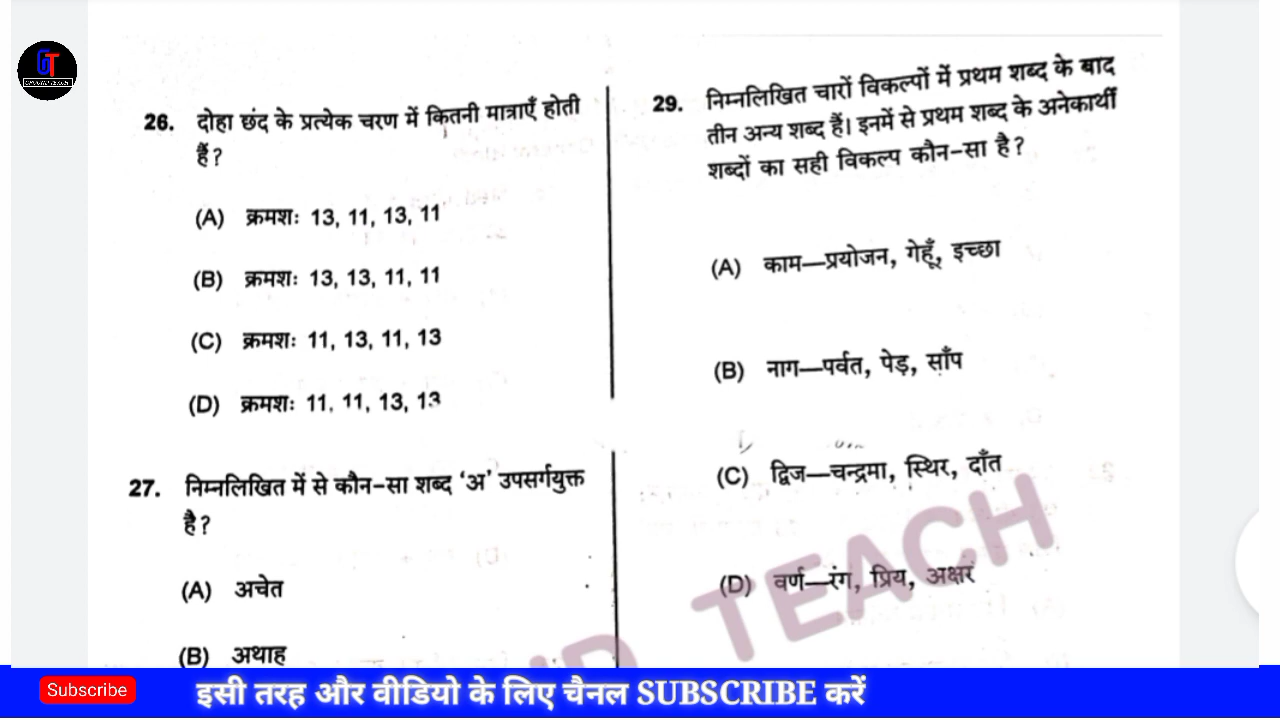 GT
26. दोहा छंद के प्रत्येक चरण में कितनी मात्राएँ होती
हैं?
(A) क्रमशः 13, 11, 13, 11
(B) क्रमशः 13, 13, 11, 11
(C) क्रमशः 11, 13, 11, 13
(D) क्रमशः 11, 11, 13, 13
27. निम्नलिखित में से कौन-सा शब्द ‘अ’ उपसर्गयुक्त
है?
(A) अचेत
(B) अथाह
29. निम्नलिखित चारों विकल्पों में प्रथम शब्द के बाद
तीन अन्य शब्द हैं। इनमें से प्रथम शब्द के अनेकार्थी
शब्दों का सही विकल्प कौन-सा है?
(A) काम—प्रयोजन, गेहूँ, इच्छा
(B) नाग—पर्वत, पेड़, साँप
(C) द्विज—चन्द्रमा, स्थिर, दाँत
(D) वर्ण—रंग, प्रिय, अक्षर
TEACH
Subscribe
इसी तरह और वीडियो के लिए चैनल SUBSCRIBE करें